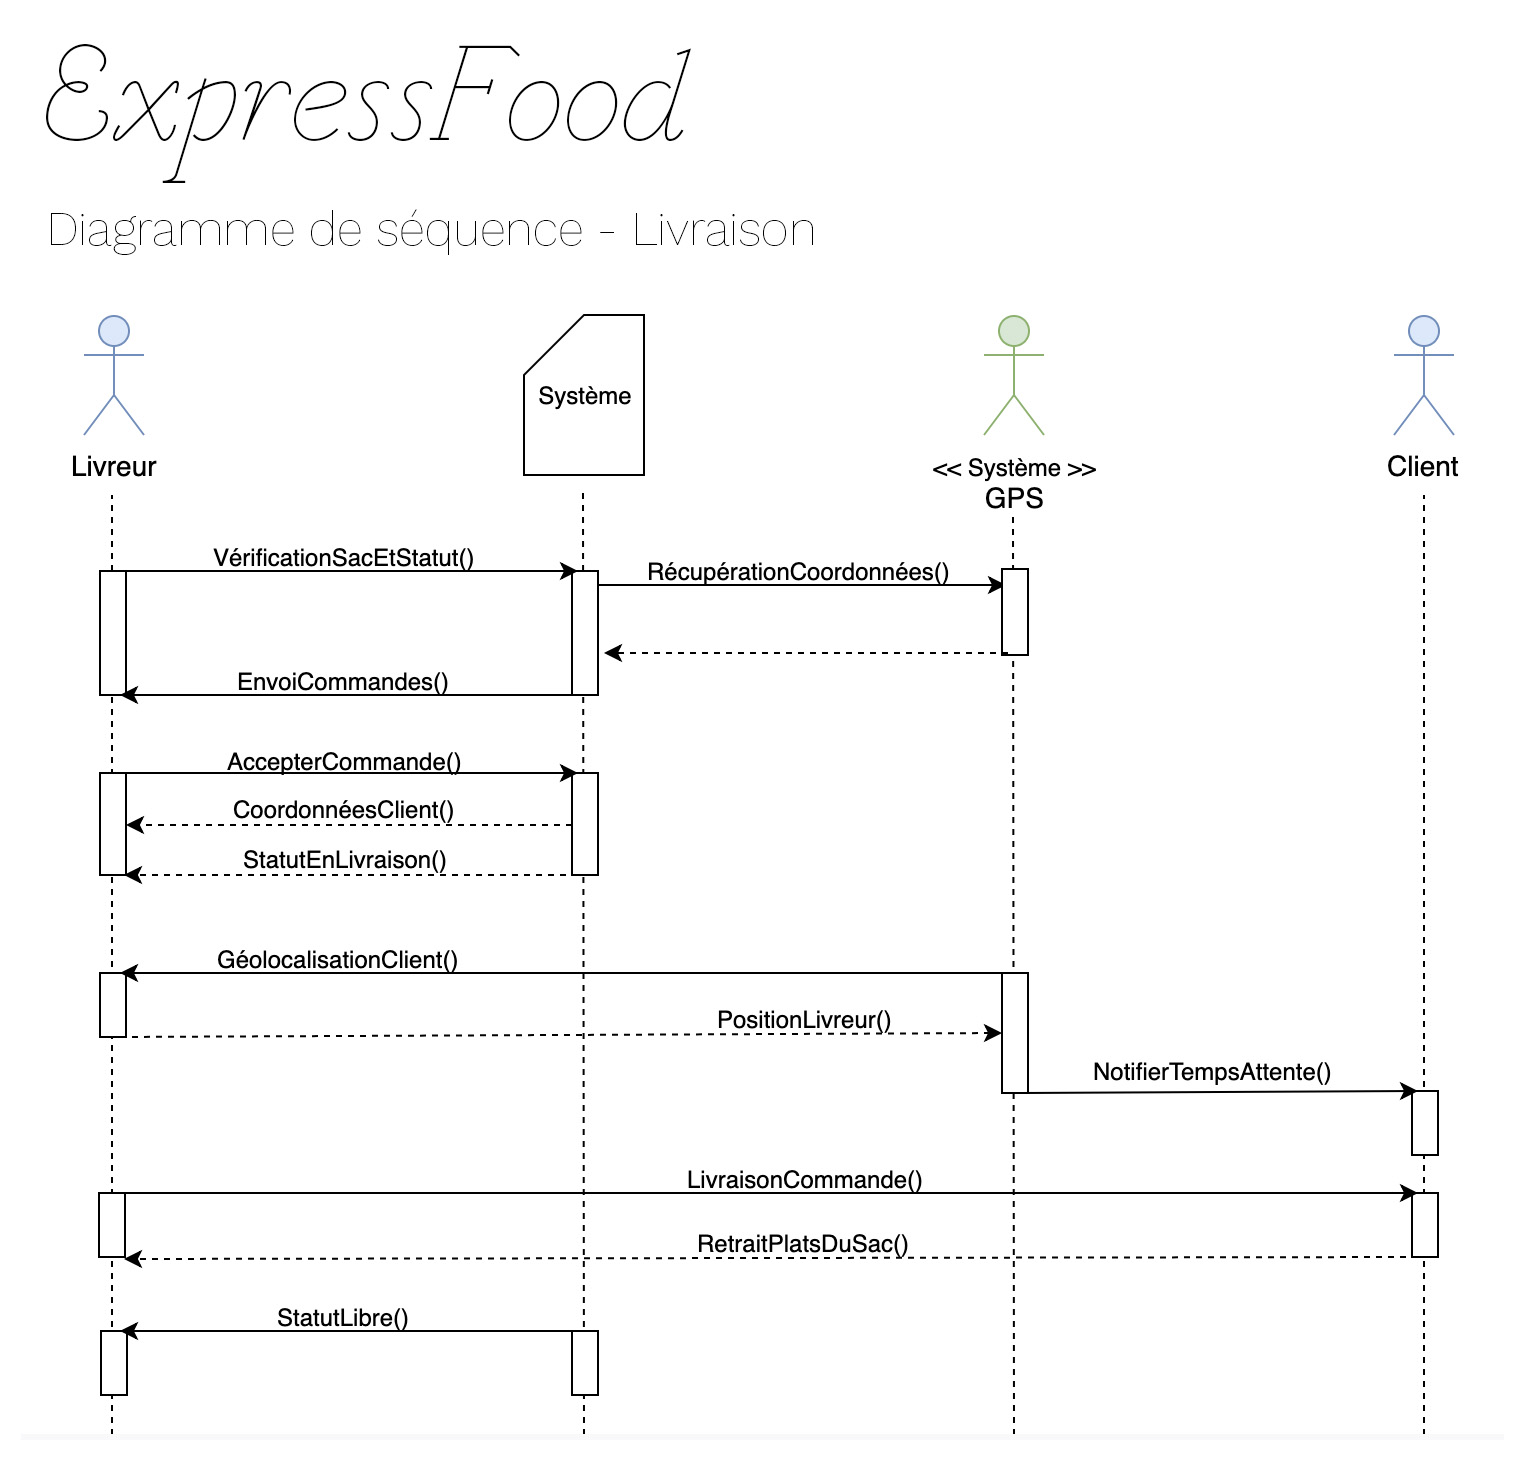 ExpressFood
Diagramme de séquence - Livraison
Système
Livreur
<< Système >>
GPS
Client
VérificationSacEtStatut()
RécupérationCoordonnées()
EnvoiCommandes()
AccepterCommande()
CoordonnéesClient()
StatutEnLivraison()
GéolocalisationClient()
PositionLivreur()
NotifierTempsAttente()
LivraisonCommande()
RetraitPlatsDuSac()
StatutLibre()